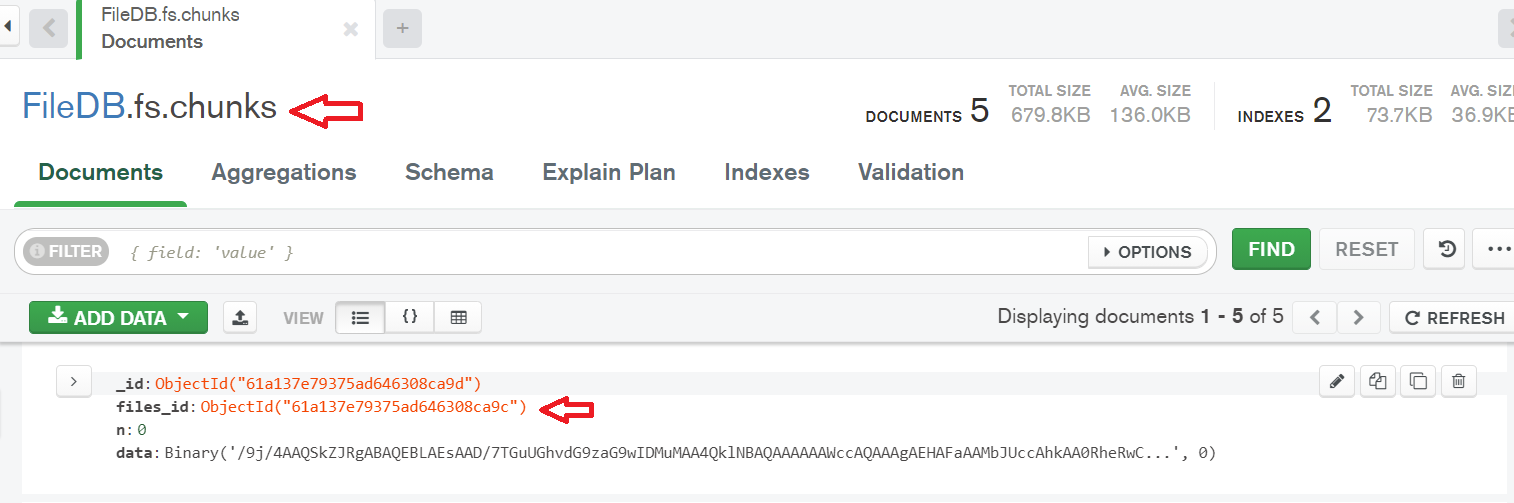 FileDB.fs.chunks
Documents
FileDB.fs.chunks
DOCUMENTS 5 TOTAL SIZE 679.8KB AVG. SIZE 136.0KB INDEXES 2 TOTAL SIZE 73.7KB AVG. SIZ 36.9KB
Documents Aggregations Schema Explain Plan Indexes Validation
FILTER { field: 'value' } OPTIONS FIND RESET
ADD DATA VIEW {} Displaying documents 1 - 5 of 5 REFRESH
_id: ObjectId("61a137e79375ad646308ca9d")
files_id: ObjectId("61a137e79375ad646308ca9c")
n: 0
data: Binary('/9j/4AAQSkZJRgABAQEBLAEsAAD/7TGuUGhvdG9zaG9wIDMuMAA4QklNBAQAAAAAAWccAQAAAgAEHAFaAAMbJUccAhkAA0RheRwC...', 0)